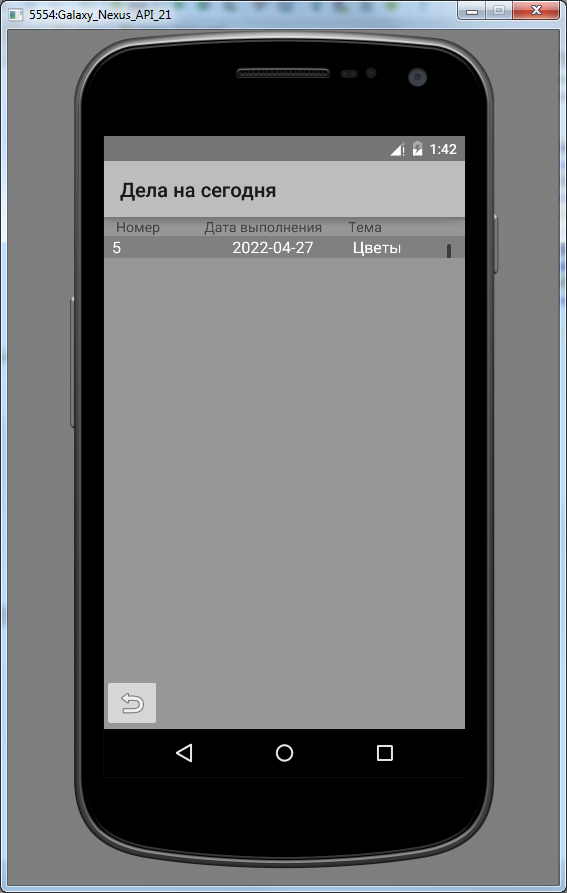 5554:Galaxy_Nexus_API_21
1:42
Дела на сегодня
Номер Дата выполнения Тема
5 2022-04-27 Цветы